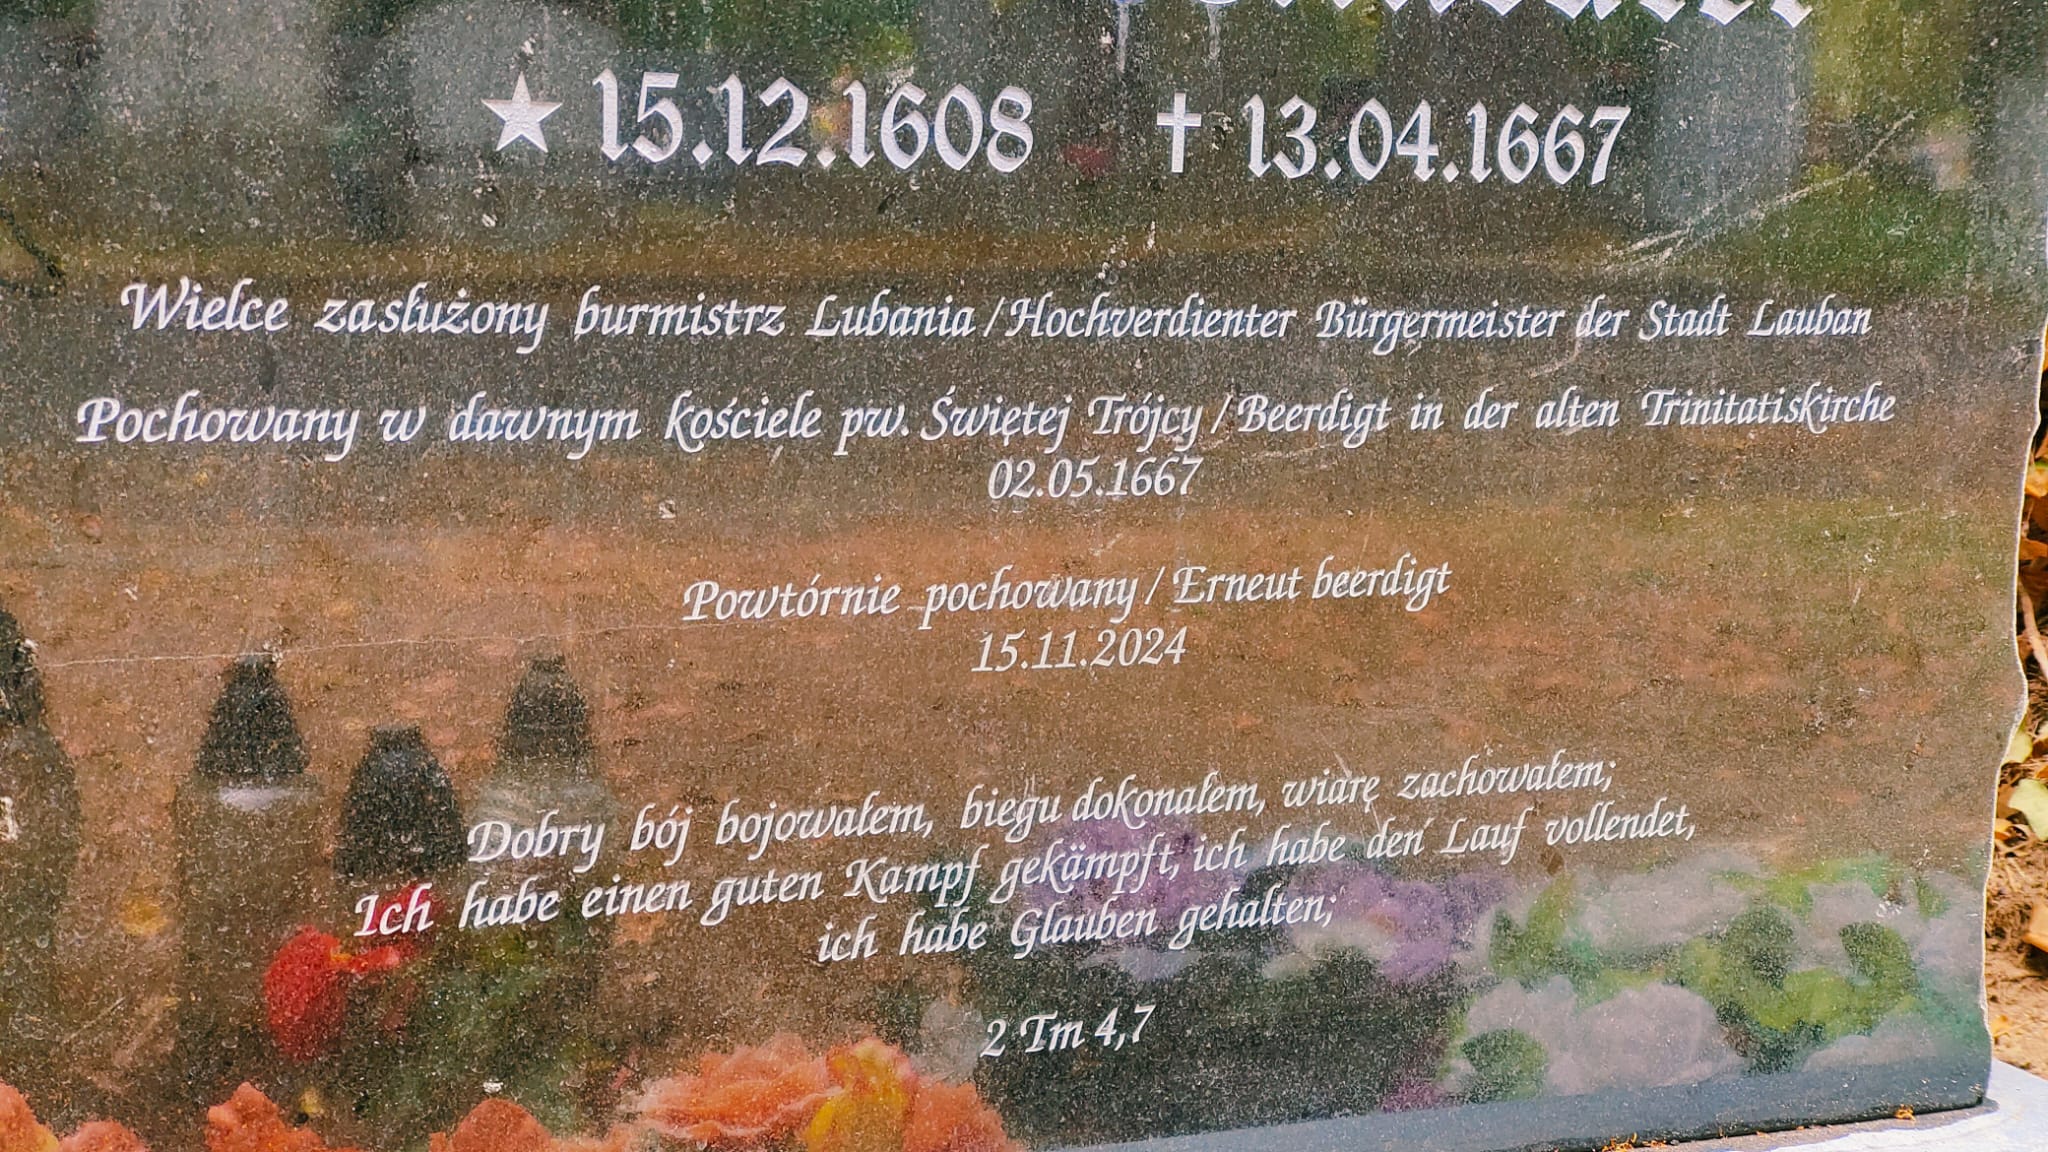 ★ 15.12.1608 ✝ 13.04.1667
Wielce zasłużony burmistrz Lubania / Hochverdienter Bürgermeister der Stadt Lauban
Pochowany w dawnym kościele pw. Świętej Trójcy / Beerdigt in der alten Trinitatiskirche
02.05.1667
Powtórnie pochowany / Erneut beerdigt
15.11.2024
Dobry bój bojowałem, biegu dokonałem, wiarę zachowałem;
Ich habe einen guten Kampf gekämpft, ich habe den Lauf vollendet,
ich habe Glauben gehalten;
2 Tm 4,7